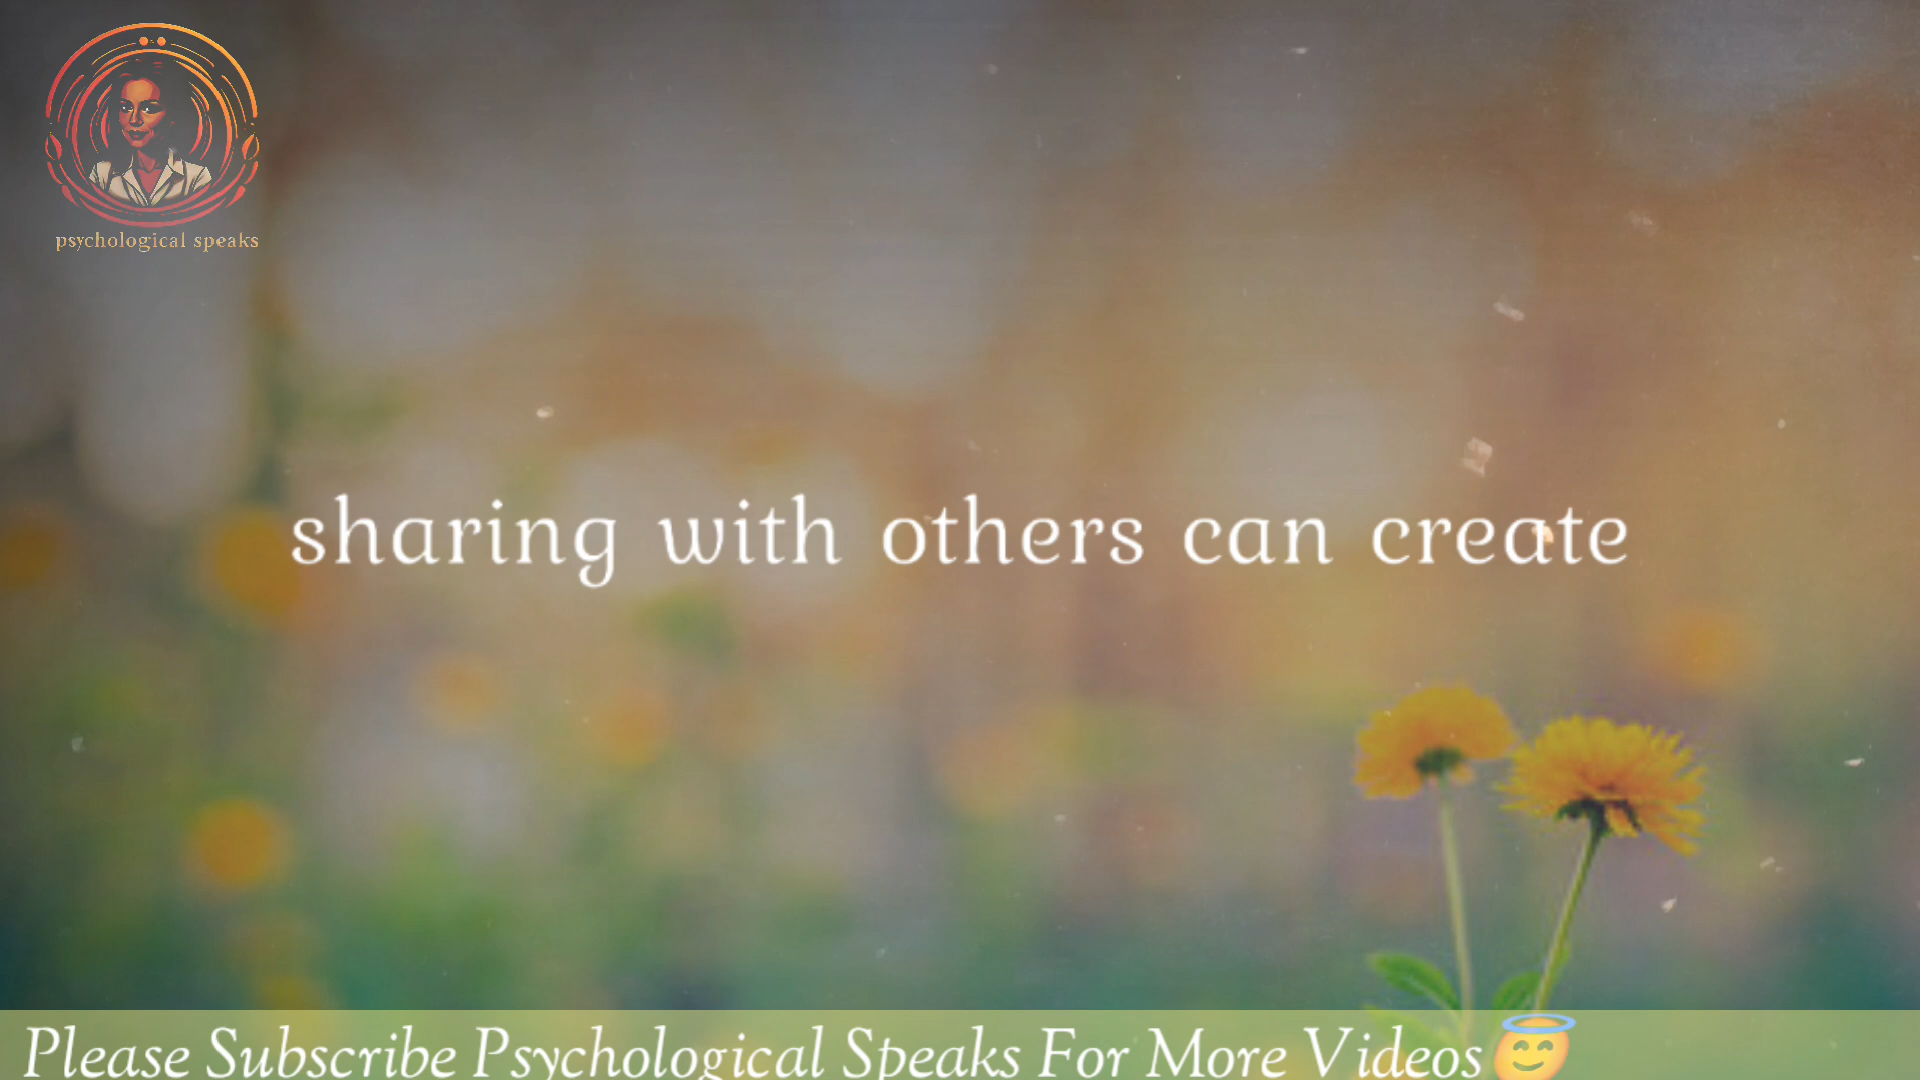 psychological speaks
sharing with others can create
Please Subscribe Psychological Speaks For More Videos 😇